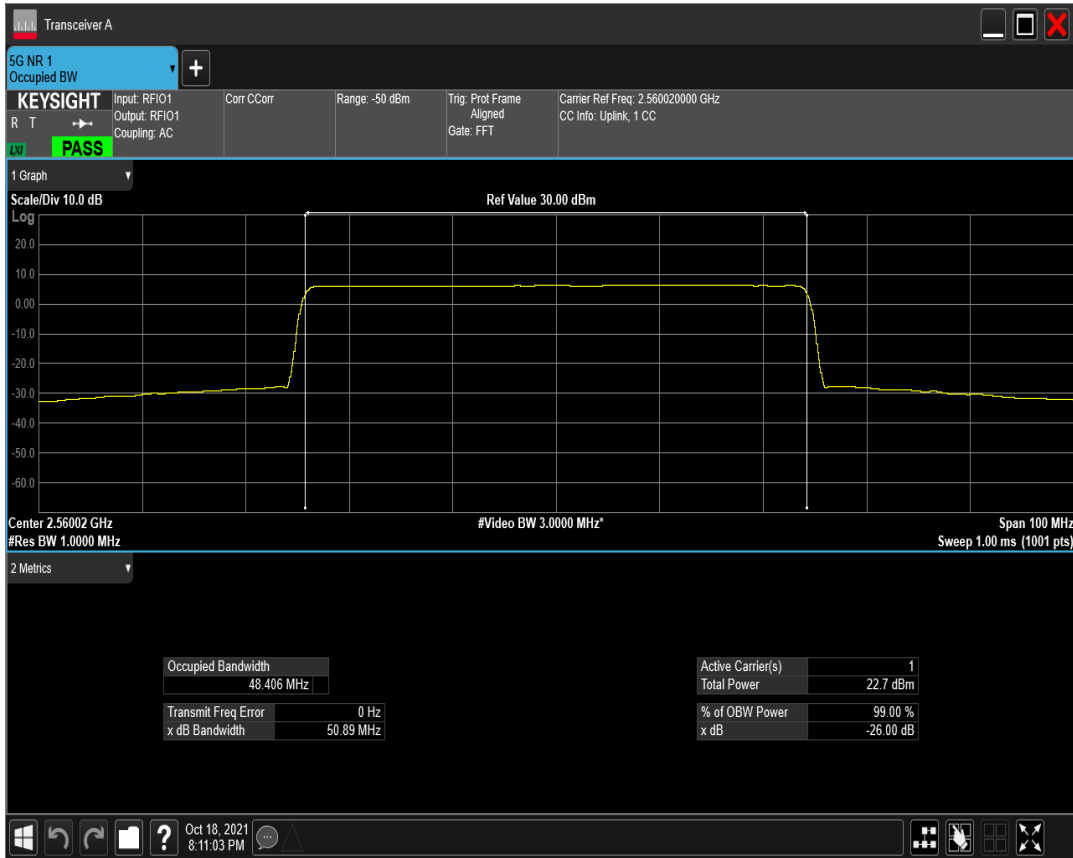 Transceiver A
5G NR 1
Occupied BW
KEYSIGHT
R T
LXI
PASS
Input: RFIO1
Output: RFIO1
Coupling: AC
Corr CCorr
Range: -50 dBm
Trig: Prot Frame
Aligned
Gate: FFT
Carrier Ref Freq: 2.560020000 GHz
CC Info: Uplink, 1 CC
1 Graph
Scale/Div 10.0 dB
Ref Value 30.00 dBm
Log
20.0
10.0
0.00
-10.0
-20.0
-30.0
-40.0
-50.0
-60.0
Center 2.56002 GHz
#Video BW 3.0000 MHz*
Span 100 MHz
#Res BW 1.0000 MHz
Sweep 1.00 ms (1001 pts)
2 Metrics
Occupied Bandwidth
48.406 MHz
Transmit Freq Error 0 Hz
x dB Bandwidth 50.89 MHz
Active Carrier(s) 1
Total Power 22.7 dBm
% of OBW Power 99.00 %
x dB -26.00 dB
?
Oct 18, 2021
8:11:03 PM